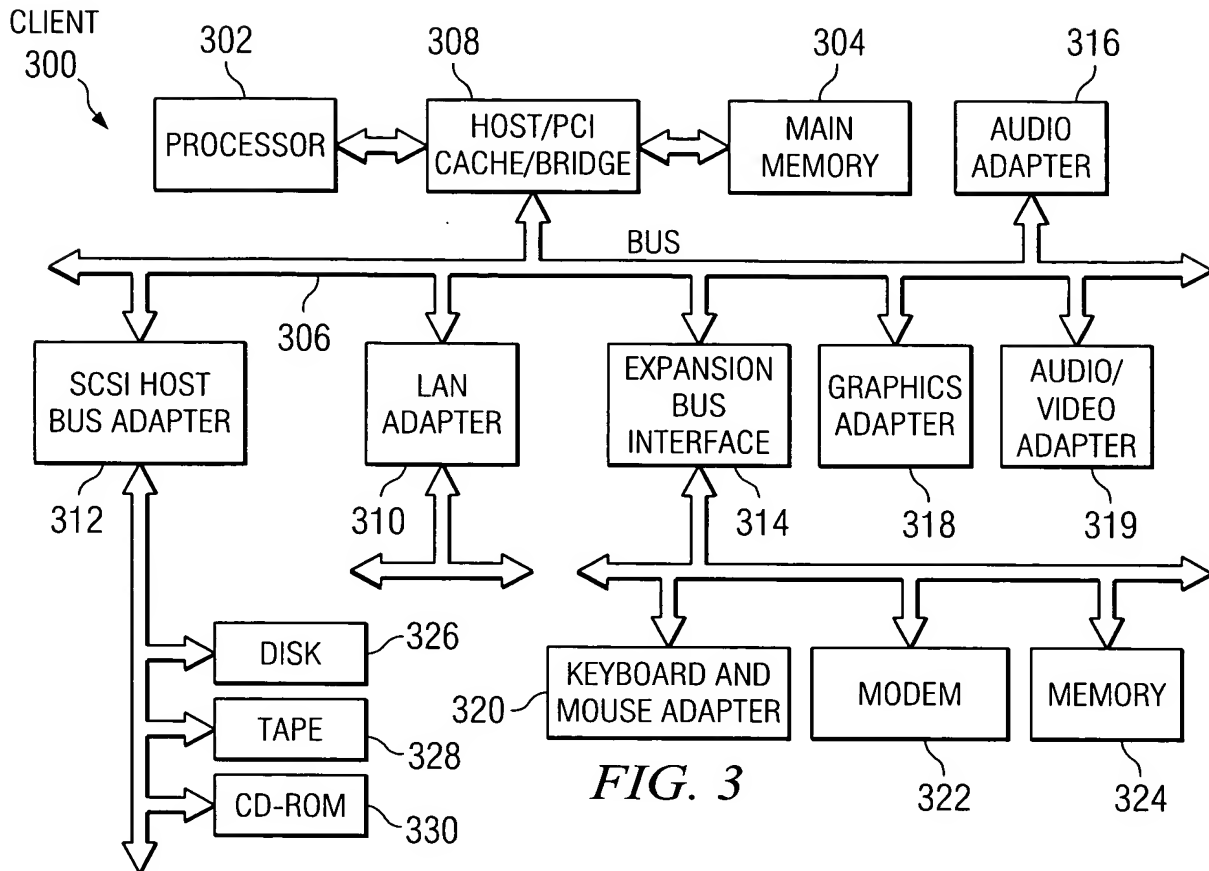 CLIENT
300
302
308
304
316
PROCESSOR
HOST/PCI
CACHE/BRIDGE
MAIN
MEMORY
AUDIO
ADAPTER
BUS
306
SCSI HOST
BUS ADAPTER
LAN
ADAPTER
EXPANSION
BUS
INTERFACE
GRAPHICS
ADAPTER
AUDIO/
VIDEO
ADAPTER
312
310
314
318
319
DISK
326
TAPE
328
CD-ROM
330
320
KEYBOARD AND
MOUSE ADAPTER
MODEM
MEMORY
322
324
FIG. 3